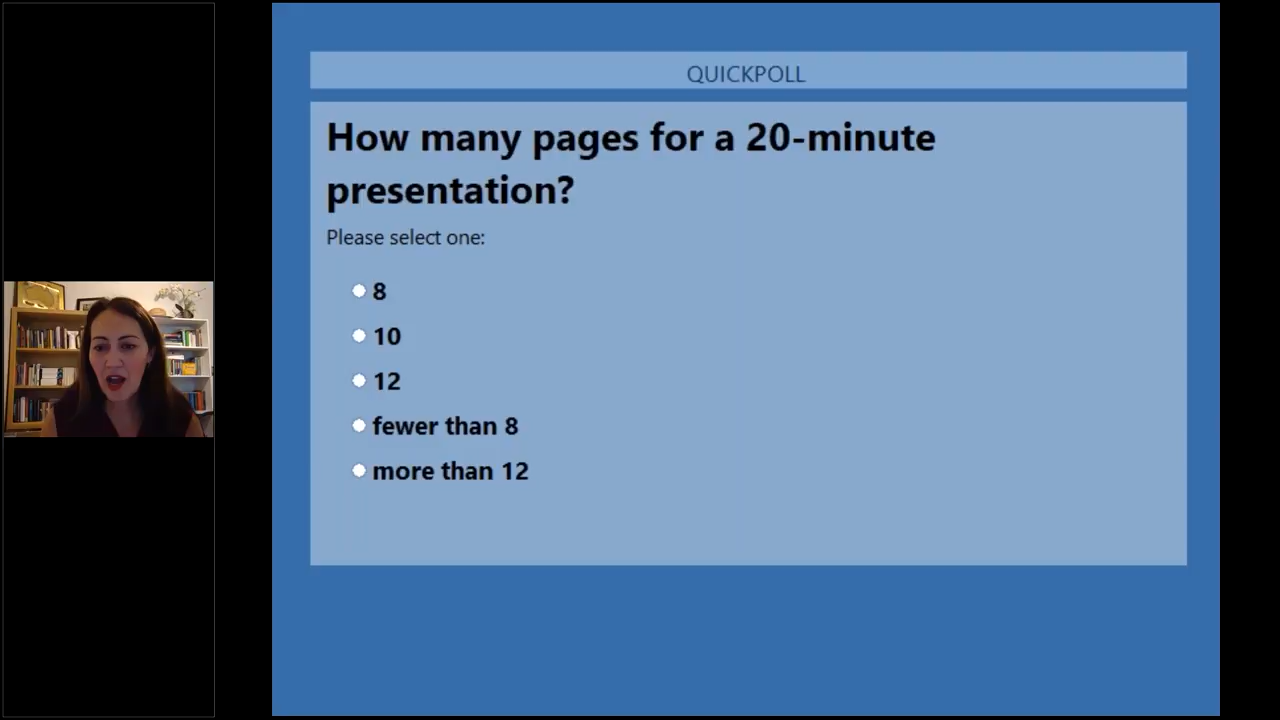 QUICKPOLL
How many pages for a 20-minute
presentation?
Please select one:
8
10
12
fewer than 8
more than 12